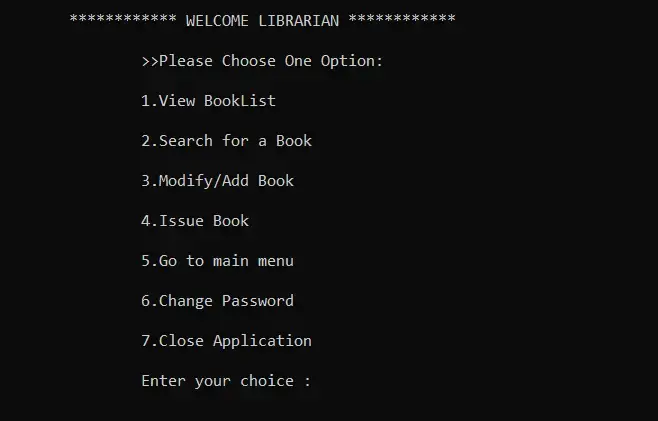 ************ WELCOME LIBRARIAN ************
>>Please Choose One Option:
1.View BookList
2.Search for a Book
3.Modify/Add Book
4.Issue Book
5.Go to main menu
6.Change Password
7.Close Application
Enter your choice :